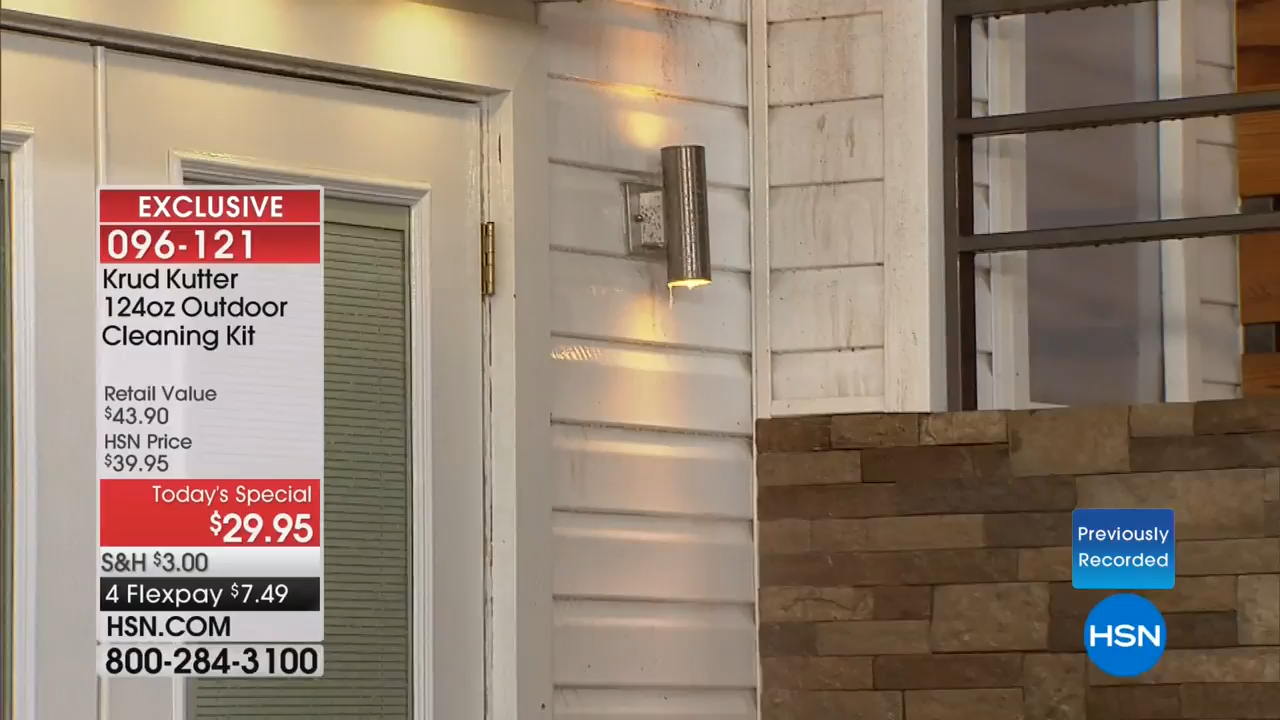 EXCLUSIVE
096-121
Krud Kutter
124oz Outdoor
Cleaning Kit
Retail Value
$43.90
HSN Price
$39.95
Today's Special
$29.95
S&H $3.00
4 Flexpay $7.49
HSN.COM
800-284-3100
Previously
Recorded
HSN